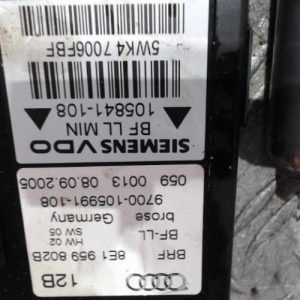 12B
BRF 8E1 959 802B
HW 02
BF-LL SW 05
brose Germany
9700-105991-108
059 0013 08.09.2005
SIEMENS VDO
BF LL MIN
105841-108
5WK4 7006FBF